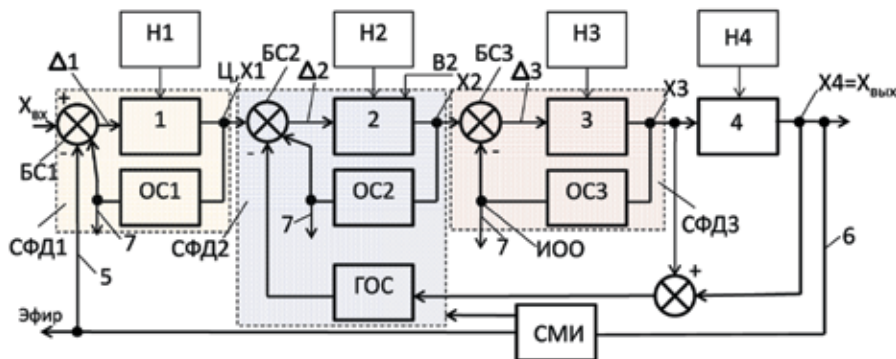 Н1
Н2
Н3
Н4
БС2
БС3
Δ1
Ц,Х1
Δ2
В2
Х2
Δ3
Х3
Х4=Хвых
Хвх
+
1
2
3
4
-
-
-
БС1
ОС1
ОС2
ОС3
СФД1
7
СФД2
7
7
ИОО
СФД3
6
5
ГОС
+
Эфир
СМИ